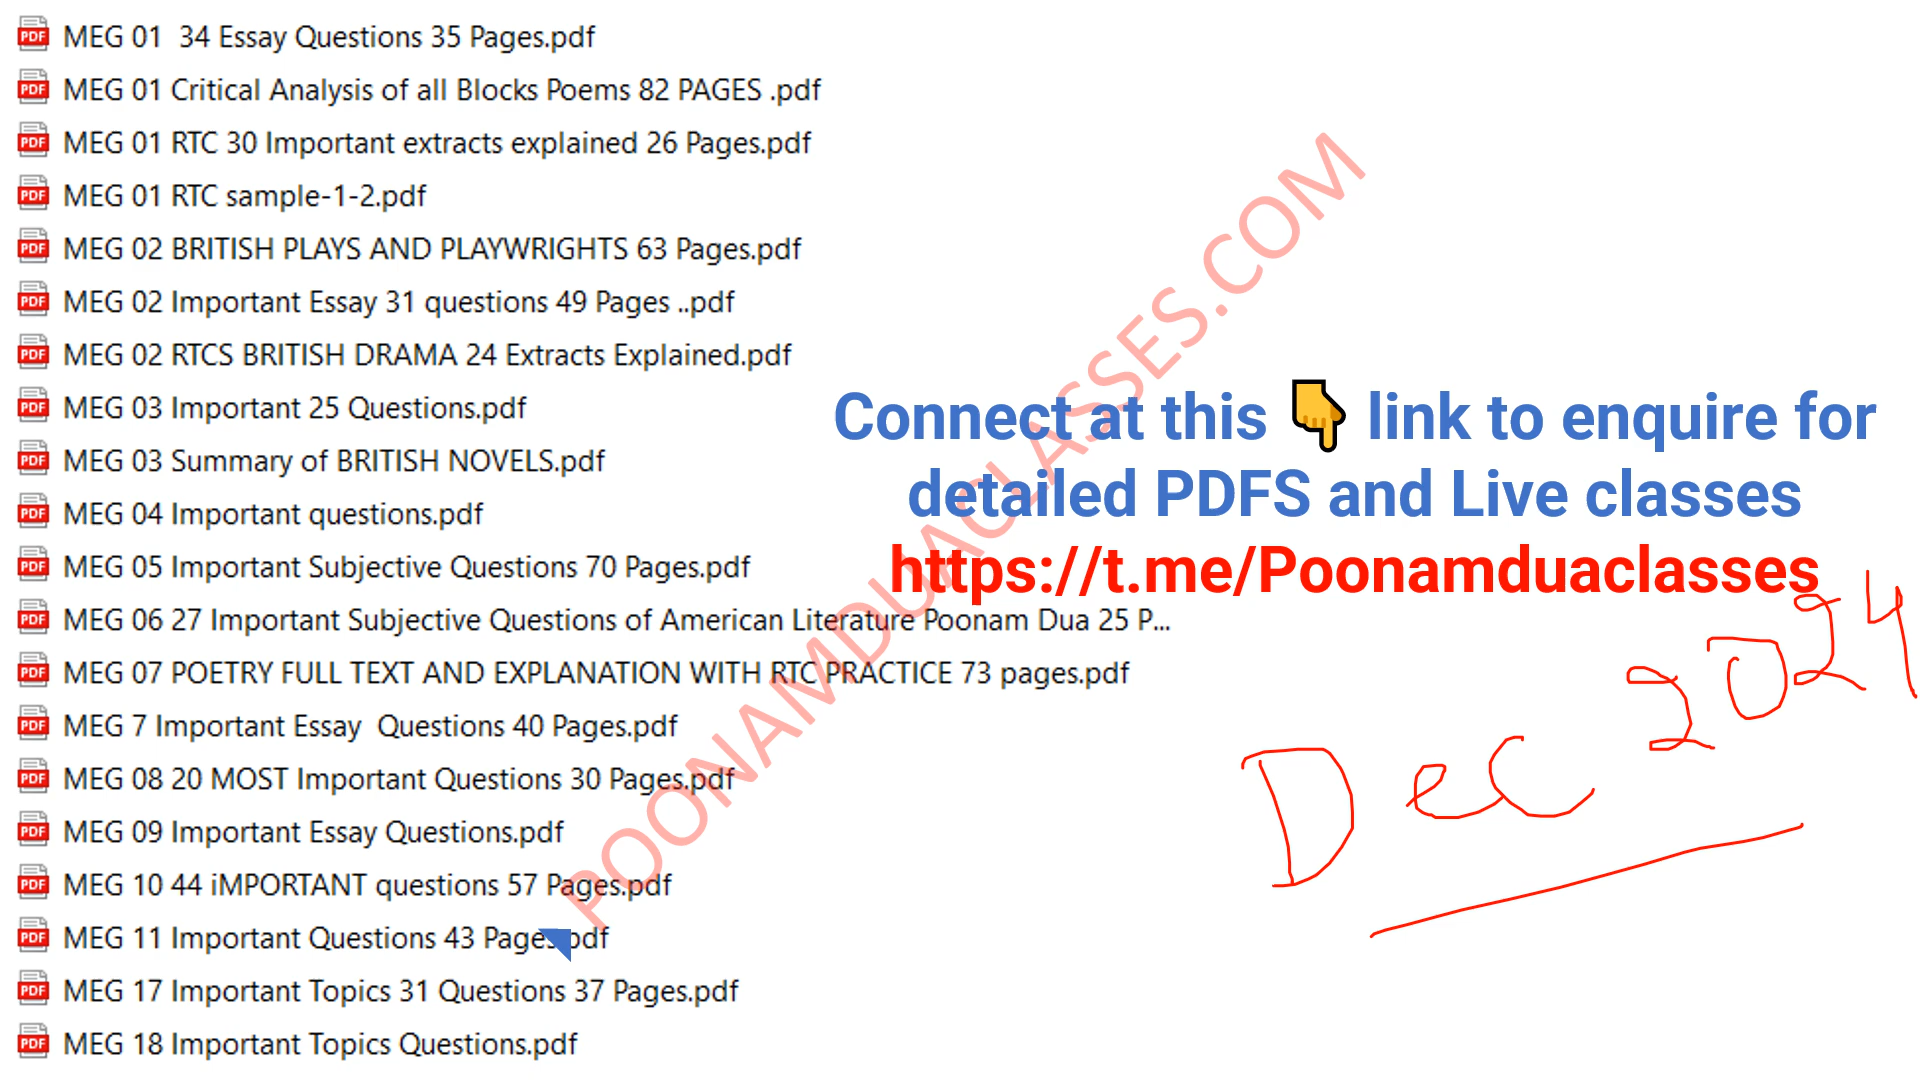 MEG 01  34 Essay Questions 35 Pages.pdf
MEG 01 Critical Analysis of all Blocks Poems 82 PAGES .pdf
MEG 01 RTC 30 Important extracts explained 26 Pages.pdf
MEG 01 RTC sample-1-2.pdf
MEG 02 BRITISH PLAYS AND PLAYWRIGHTS 63 Pages.pdf
MEG 02 Important Essay 31 questions 49 Pages ..pdf
MEG 02 RTCS BRITISH DRAMA 24 Extracts Explained.pdf
MEG 03 Important 25 Questions.pdf
MEG 03 Summary of BRITISH NOVELS.pdf
MEG 04 Important questions.pdf
MEG 05 Important Subjective Questions 70 Pages.pdf
MEG 06 27 Important Subjective Questions of American Literature Poonam Dua 25 P...
MEG 07 POETRY FULL TEXT AND EXPLANATION WITH RTC PRACTICE 73 pages.pdf
MEG 7 Important Essay  Questions 40 Pages.pdf
MEG 08 20 MOST Important Questions 30 Pages.pdf
MEG 09 Important Essay Questions.pdf
MEG 10 44 iMPORTANT questions 57 Pages.pdf
MEG 11 Important Questions 43 Pages.pdf
MEG 17 Important Topics 31 Questions 37 Pages.pdf
MEG 18 Important Topics Questions.pdf
POONAMDUACLASSES.COM
Connect at this 👇 link to enquire for
detailed PDFS and Live classes
https://t.me/Poonamduaclasses
Dec 2024